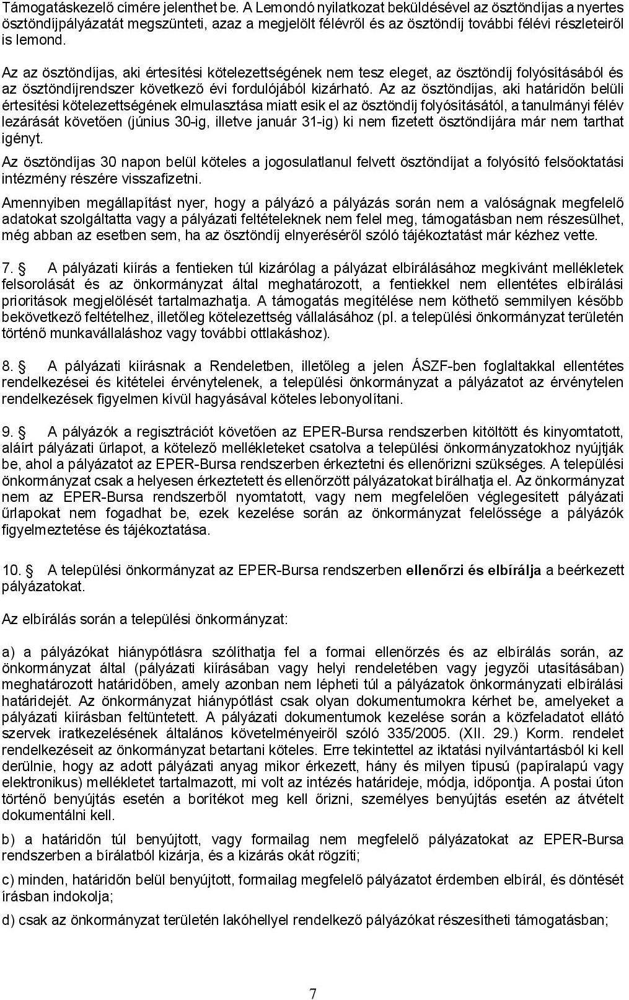 Támogatáskezelő címére jelenthet be. A Lemondó nyilatkozat beküldésével az ösztöndíjas a nyertes
ösztöndíjpályázatát megszünteti, azaz a megjelölt félévről és az ösztöndíj további félévi részleteiről
is lemond.
Az az ösztöndíjas, aki értesítési kötelezettségének nem tesz eleget, az ösztöndíj folyósításából és
az ösztöndíjrendszer következő évi fordulójából kizárható. Az az ösztöndíjas, aki határidőn belüli
értesítési kötelezettségének elmulasztása miatt esik el az ösztöndíj folyósításától, a tanulmányi félév
lezárását követően (június 30-ig, illetve január 31-ig) ki nem fizetett ösztöndíjára már nem tarthat
igényt.
Az ösztöndíjas 30 napon belül köteles a jogosulatlanul felvett ösztöndíjat a folyósító felsőoktatási
intézmény részére visszafizetni.
Amennyiben megállapítást nyer, hogy a pályázó a pályázás során nem a valóságnak megfelelő
adatokat szolgáltatta vagy a pályázati feltételeknek nem felel meg, támogatásban nem részesülhet,
még abban az esetben sem, ha az ösztöndíj elnyeréséről szóló tájékoztatást már kézhez vette.
7. § A pályázati kiírás a fentieken túl kizárólag a pályázat elbírálásához megkívánt mellékletek
felsorolását és az önkormányzat által meghatározott, a fentiekkel nem ellentétes elbírálási
prioritások megjelölését tartalmazhatja. A támogatás megítélése nem köthető semmilyen később
bekövetkező feltételhez, illetőleg kötelezettség vállalásához (pl. a települési önkormányzat területén
történő munkavállaláshoz vagy további ottlakáshoz).
8. § A pályázati kiírásnak a Rendeletben, illetőleg a jelen ÁSZF-ben foglaltakkal ellentétes
rendelkezései és kitételei érvénytelenek, a települési önkormányzat a pályázatot az érvénytelen
rendelkezések figyelmen kívül hagyásával köteles lebonyolítani.
9. § A pályázók a regisztrációt követően az EPER-Bursa rendszerben kitöltött és kinyomtatott,
aláírt pályázati űrlapot, a kötelező mellékleteket csatolva a települési önkormányzatokhoz nyújtják
be, ahol a pályázatot az EPER-Bursa rendszerben érkeztetni és ellenőrizni szükséges. A települési
önkormányzat csak a helyesen érkeztetett és ellenőrzött pályázatokat bírálhatja el. Az önkormányzat
nem az EPER-Bursa rendszerből nyomtatott, vagy nem megfelelően véglegesített pályázati
űrlapokat nem fogadhat be, ezek kezelése során az önkormányzat felelőssége a pályázók
figyelmeztetése és tájékoztatása.
10. § A települési önkormányzat az EPER-Bursa rendszerben ellenőrzi és elbírálja a beérkezett
pályázatokat.
Az elbírálás során a települési önkormányzat:
a) a pályázókat hiánypótlásra szólíthatja fel a formai ellenőrzés és az elbírálás során, az
önkormányzat által (pályázati kiírásában vagy helyi rendeletében vagy jegyzői utasításában)
meghatározott határidőben, amely azonban nem lépheti túl a pályázatok önkormányzati elbírálási
határidejét. Az önkormányzat hiánypótlást csak olyan dokumentumokra kérhet be, amelyeket a
pályázati kiírásban feltüntetett. A pályázati dokumentumok kezelése során a közfeladatot ellátó
szervek iratkezelésének általános követelményeiről szóló 335/2005. (XII. 29.) Korm. rendelet
rendelkezéseit az önkormányzat betartani köteles. Erre tekintettel az iktatási nyilvántartásból ki kell
derülnie, hogy az adott pályázati anyag mikor érkezett, hány és milyen típusú (papíralapú vagy
elektronikus) mellékletet tartalmazott, mi volt az intézés határideje, módja, időpontja. A postai úton
történő benyújtás esetén a borítékot meg kell őrizni, személyes benyújtás esetén az átvételt
dokumentálni kell.
b) a határidőn túl benyújtott, vagy formailag nem megfelelő pályázatokat az EPER-Bursa
rendszerben a bírálatból kizárja, és a kizárás okát rögzíti;
c) minden, határidőn belül benyújtott, formailag megfelelő pályázatot érdemben elbírál, és döntését
írásban indokolja;
d) csak az önkormányzat területén lakóhellyel rendelkező pályázókat részesítheti támogatásban;
7